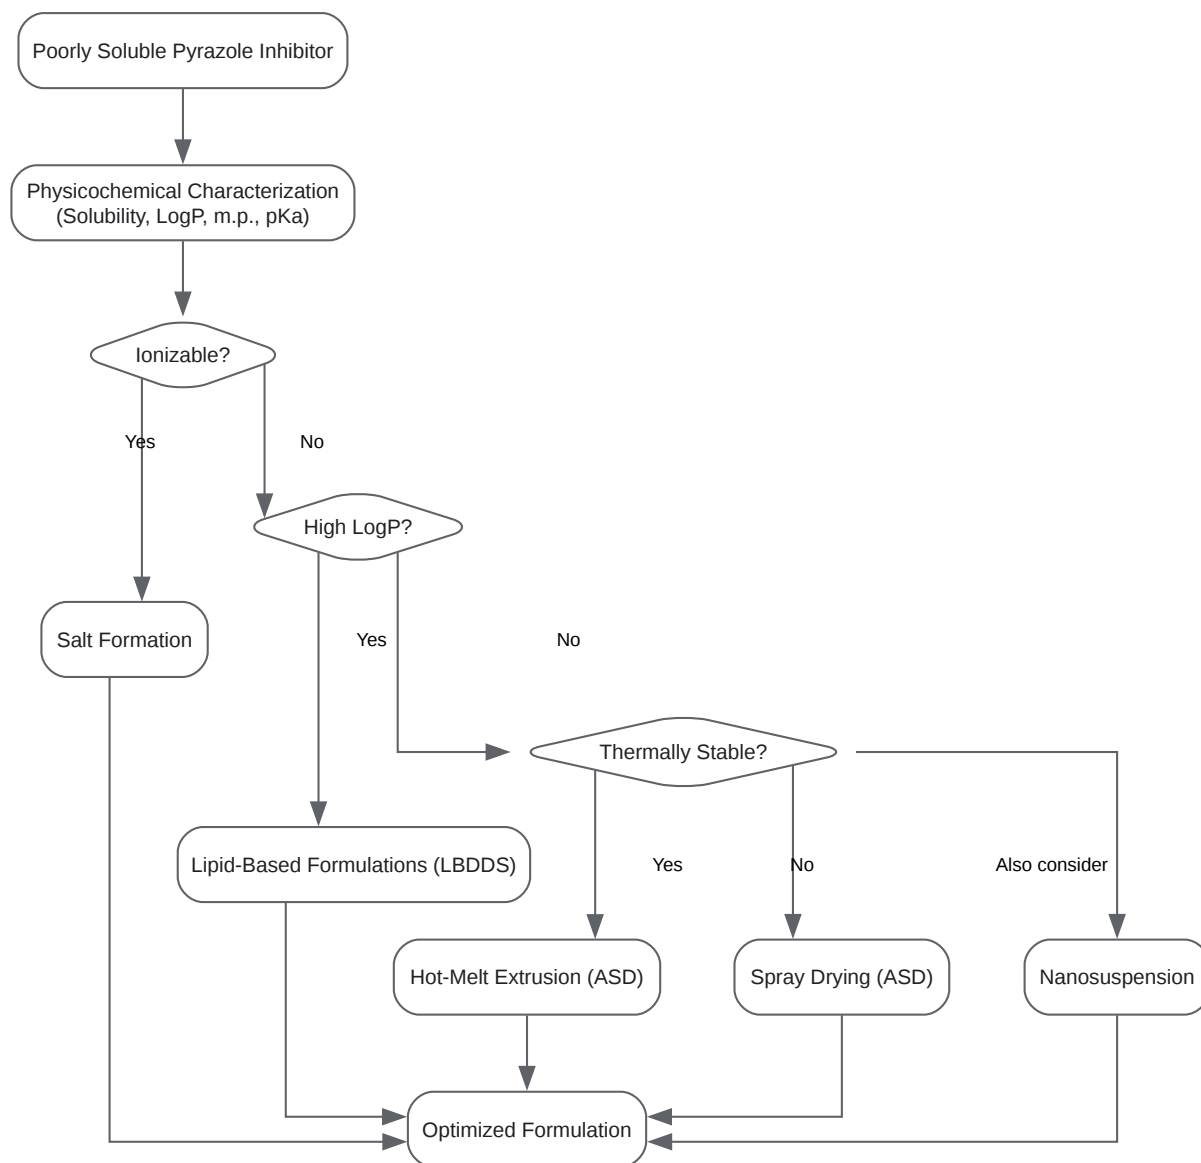 Poorly Soluble Pyrazole Inhibitor
Physicochemical Characterization
(Solubility, LogP, m.p., pKa)
Ionizable?
Yes
No
High LogP?
Salt Formation
Yes
No
Thermally Stable?
Lipid-Based Formulations (LBDDS)
Yes
No
Also consider
Hot-Melt Extrusion (ASD)
Spray Drying (ASD)
Nanosuspension
Optimized Formulation